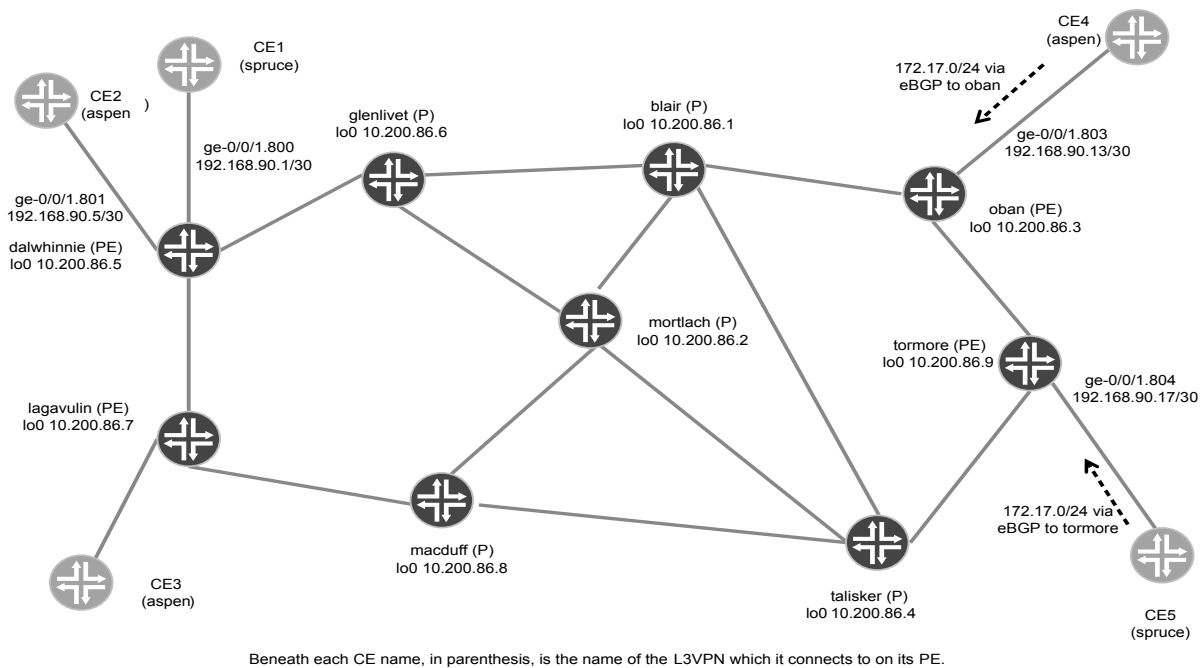 CE1
(spruce)
CE2
(aspen )
CE4
(aspen)
172.17.0/24 via
eBGP to oban
glenlivet (P)
lo0 10.200.86.6
blair (P)
lo0 10.200.86.1
ge-0/0/1.800
192.168.90.1/30
ge-0/0/1.803
192.168.90.13/30
ge-0/0/1.801
192.168.90.5/30
oban (PE)
lo0 10.200.86.3
dalwhinnie (PE)
lo0 10.200.86.5
mortlach (P)
lo0 10.200.86.2
tormore (PE)
lo0 10.200.86.9
ge-0/0/1.804
192.168.90.17/30
lagavulin (PE)
lo0 10.200.86.7
172.17.0/24 via
eBGP to tormore
macduff (P)
lo0 10.200.86.8
CE3
(aspen)
talisker (P)
lo0 10.200.86.4
CE5
(spruce)
Beneath each CE name, in parenthesis, is the name of the L3VPN which it connects to on its PE.